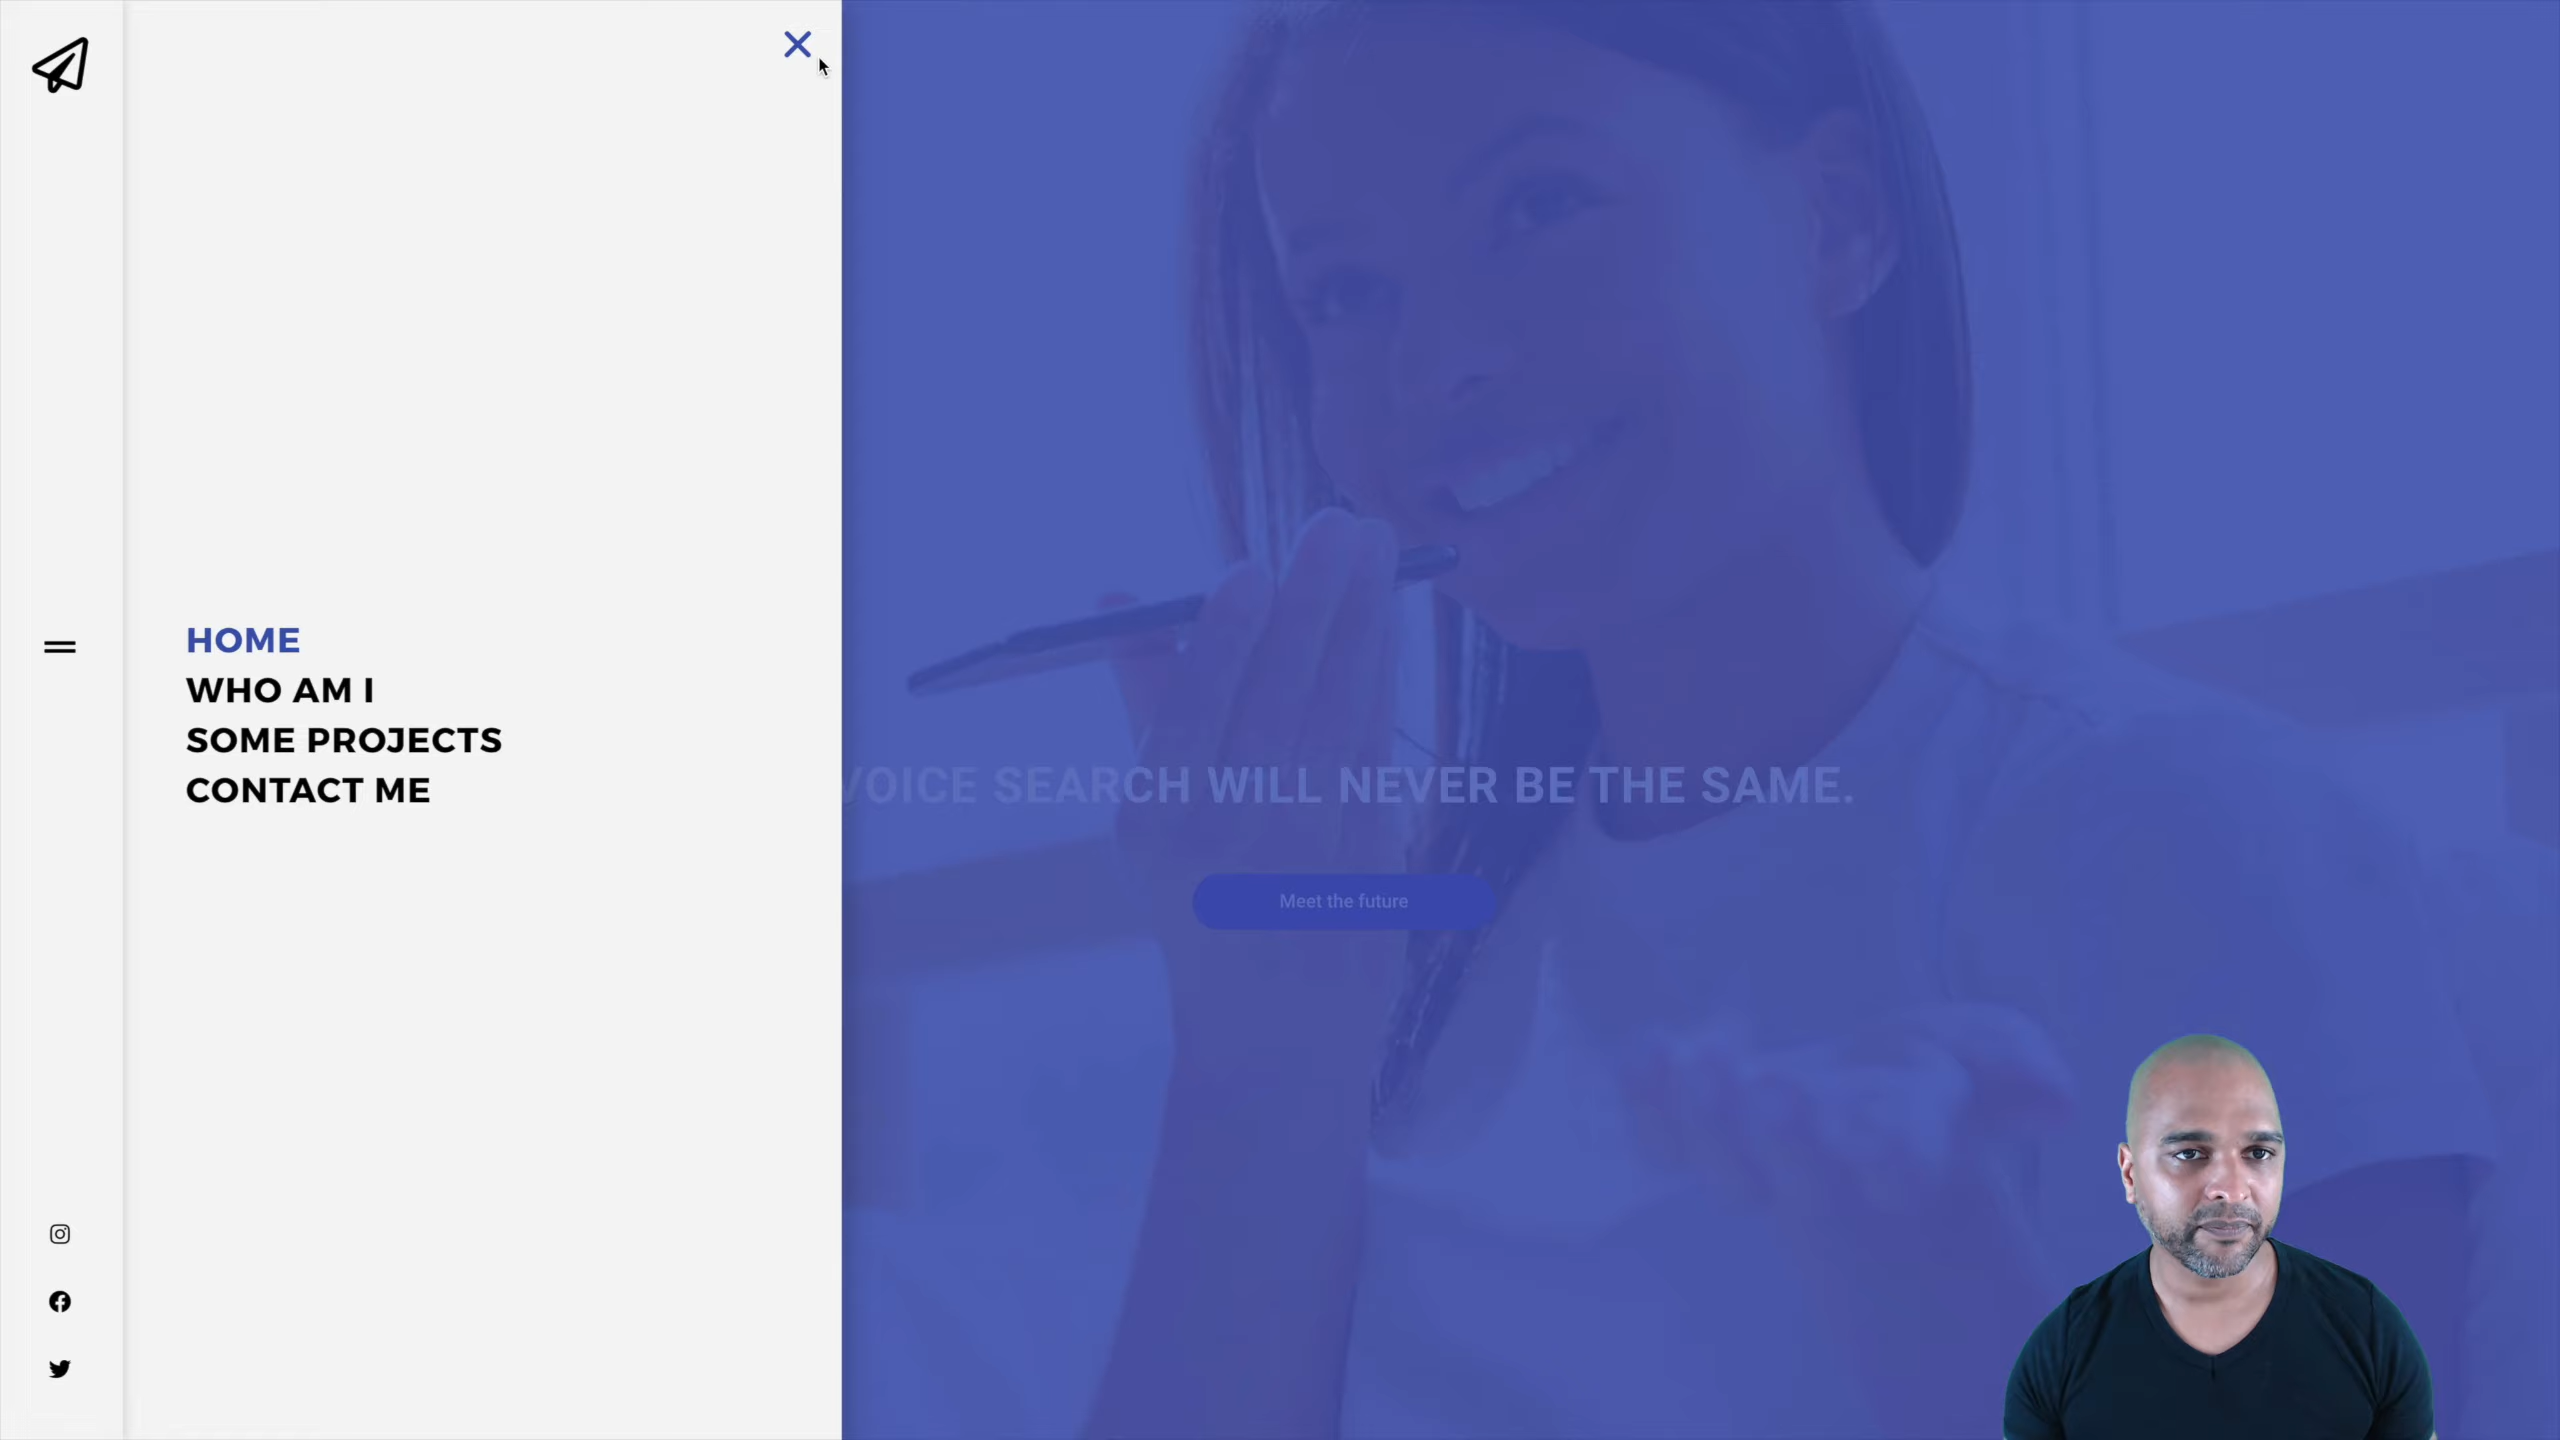 HOME
WHO AM I
SOME PROJECTS
CONTACT ME
VOICE SEARCH WILL NEVER BE THE SAME.
Meet the future